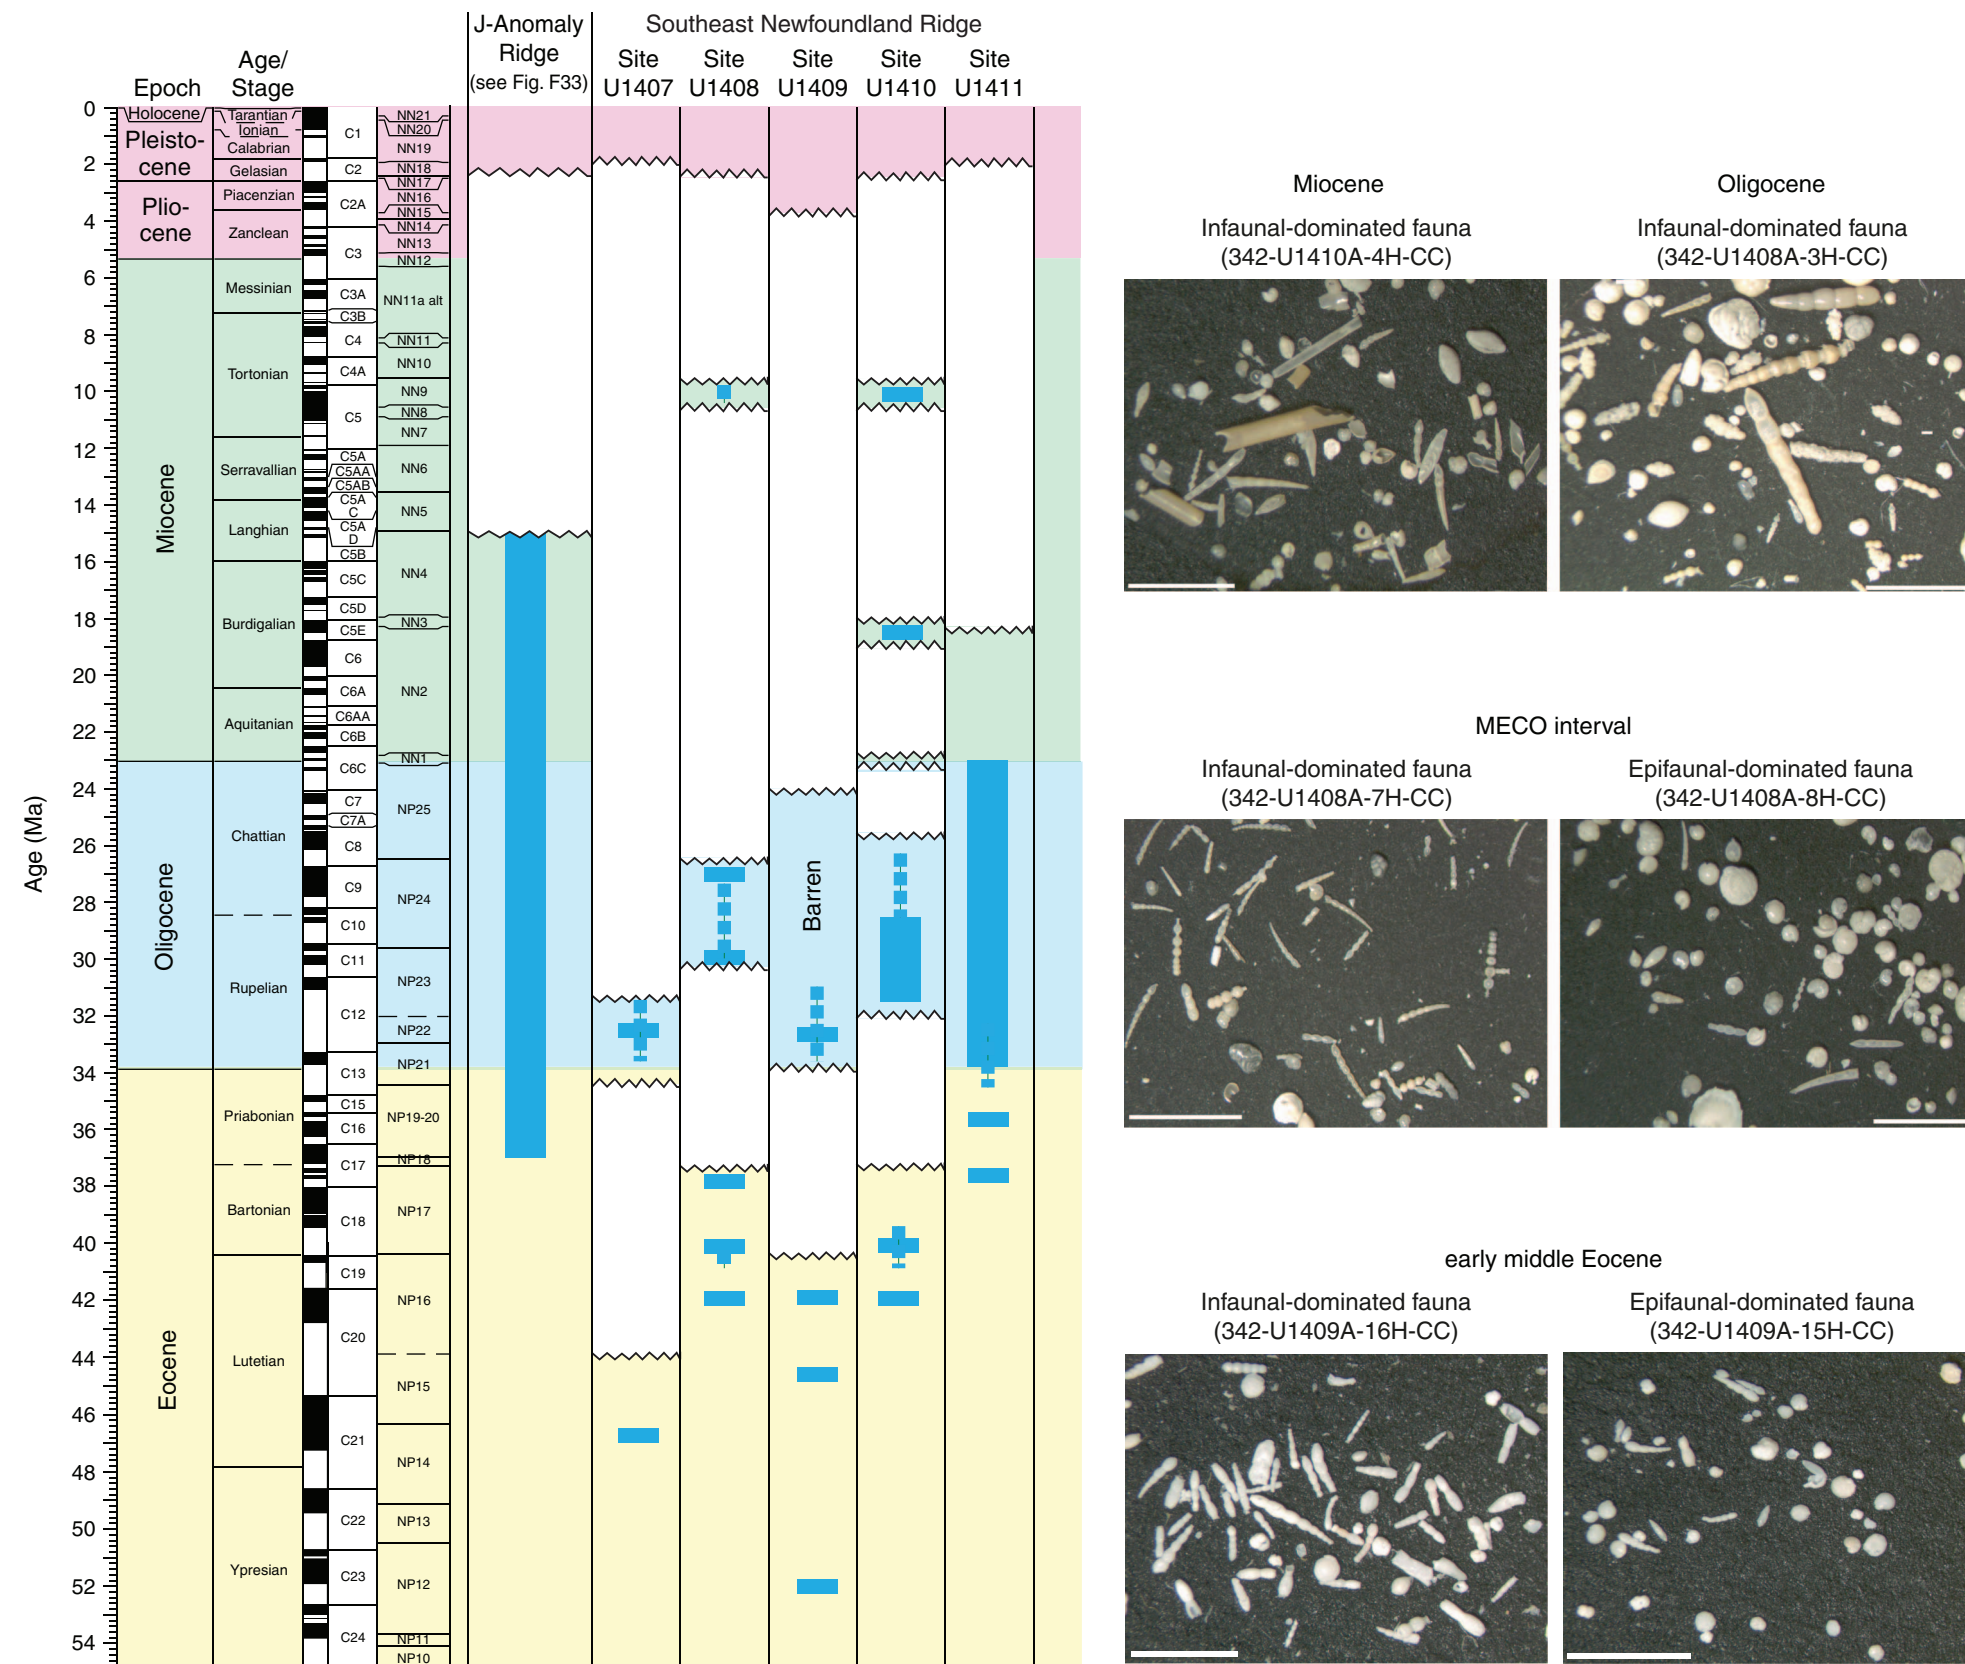 J-Anomaly
Ridge
(see Fig. F33)
Southeast Newfoundland Ridge
Site
U1407
Site
U1408
Site
U1409
Site
U1410
Site
U1411
Epoch
Age/
Stage
Age (Ma)
0
2
4
6
8
10
12
14
16
18
20
22
24
26
28
30
32
34
36
38
40
42
44
46
48
50
52
54
Holocene
Pleisto-
cene
Plio-
cene
Miocene
Oligocene
Eocene
Tarantian
Ionian
Calabrian
Gelasian
Piacenzian
Zanclean
Messinian
Tortonian
Serravallian
Langhian
Burdigalian
Aquitanian
Chattian
Rupelian
Priabonian
Bartonian
Lutetian
Ypresian
C1
C2
C2A
C3
C3A
C3B
C4
C4A
C5
C5A
C5AA
C5AB
C5A
C
C5A
D
C5B
C5C
C5D
C5E
C6
C6A
C6AA
C6B
C6C
C7
C7A
C8
C9
C10
C11
C12
C13
C15
C16
C17
C18
C19
C20
C21
C22
C23
C24
NN21
NN20
NN19
NN18
NN17
NN16
NN15
NN14
NN13
NN12
NN11a alt
NN11
NN10
NN9
NN8
NN7
NN6
NN5
NN4
NN3
NN2
NN1
NP25
NP24
NP23
NP22
NP21
NP19-20
NP18
NP17
NP16
NP15
NP14
NP13
NP12
NP11
NP10
Barren
Miocene
Infaunal-dominated fauna
(342-U1410A-4H-CC)
Oligocene
Infaunal-dominated fauna
(342-U1408A-3H-CC)
MECO interval
Infaunal-dominated fauna
(342-U1408A-7H-CC)
Epifaunal-dominated fauna
(342-U1408A-8H-CC)
early middle Eocene
Infaunal-dominated fauna
(342-U1409A-16H-CC)
Epifaunal-dominated fauna
(342-U1409A-15H-CC)